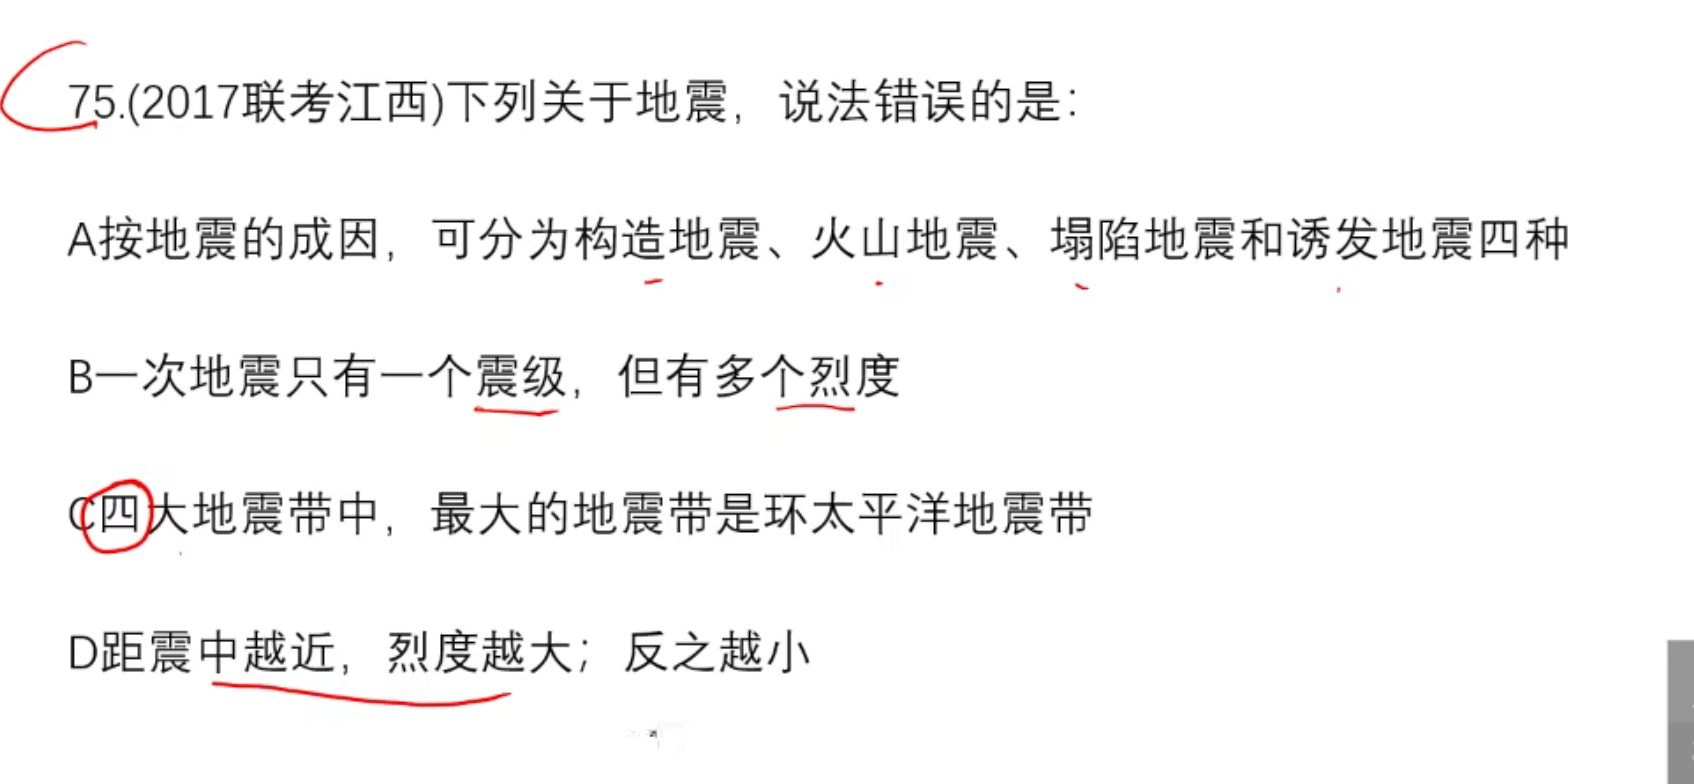 75.(2017联考江西)下列关于地震，说法错误的是：
A按地震的成因，可分为构造地震、火山地震、塌陷地震和诱发地震四种
B一次地震只有一个震级，但有多个烈度
C四大地震带中，最大的地震带是环太平洋地震带
D距震中越近，烈度越大；反之越小